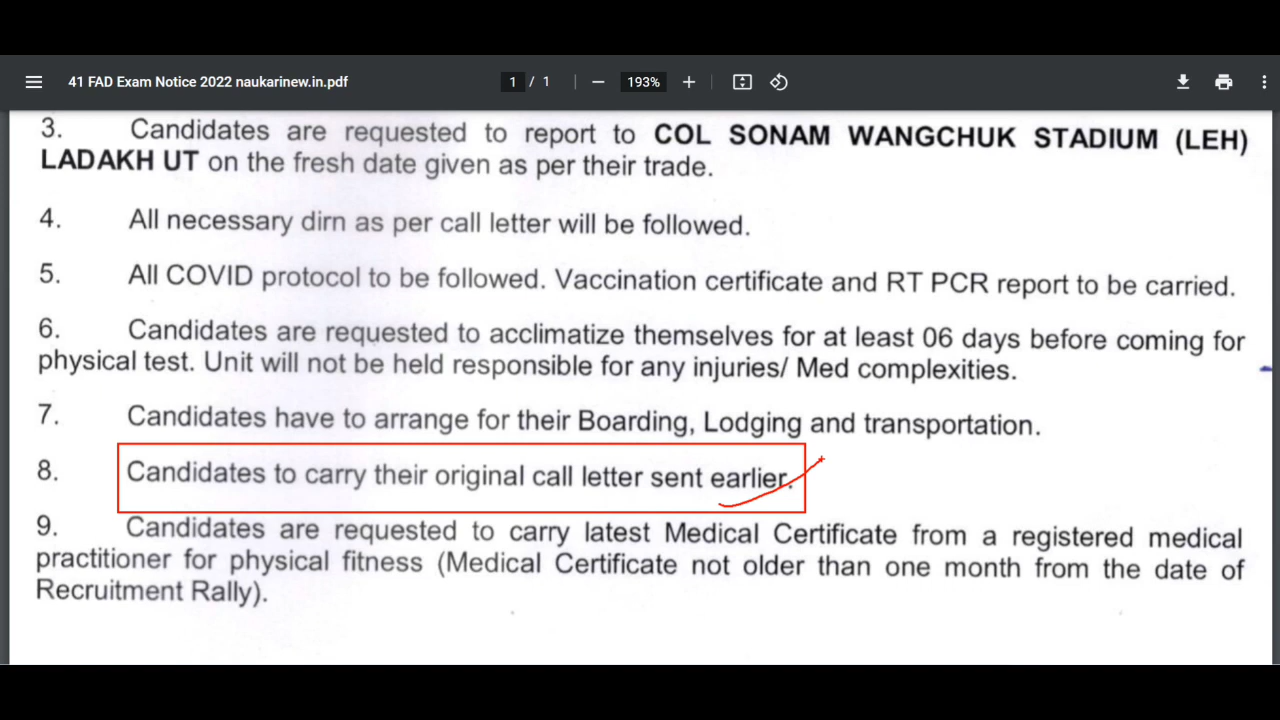 41 FAD Exam Notice 2022 naukarinew.in.pdf 1 / 1 193%
3. Candidates are requested to report to COL SONAM WANGCHUK STADIUM (LEH)
LADAKH UT on the fresh date given as per their trade.
4. All necessary dirn as per call letter will be followed.
5. All COVID protocol to be followed. Vaccination certificate and RT PCR report to be carried.
6. Candidates are requested to acclimatize themselves for at least 06 days before coming for
physical test. Unit will not be held responsible for any injuries/ Med complexities.
7. Candidates have to arrange for their Boarding, Lodging and transportation.
8. Candidates to carry their original call letter sent earlier.
9. Candidates are requested to carry latest Medical Certificate from a registered medical
practitioner for physical fitness (Medical Certificate not older than one month from the date of
Recruitment Rally).